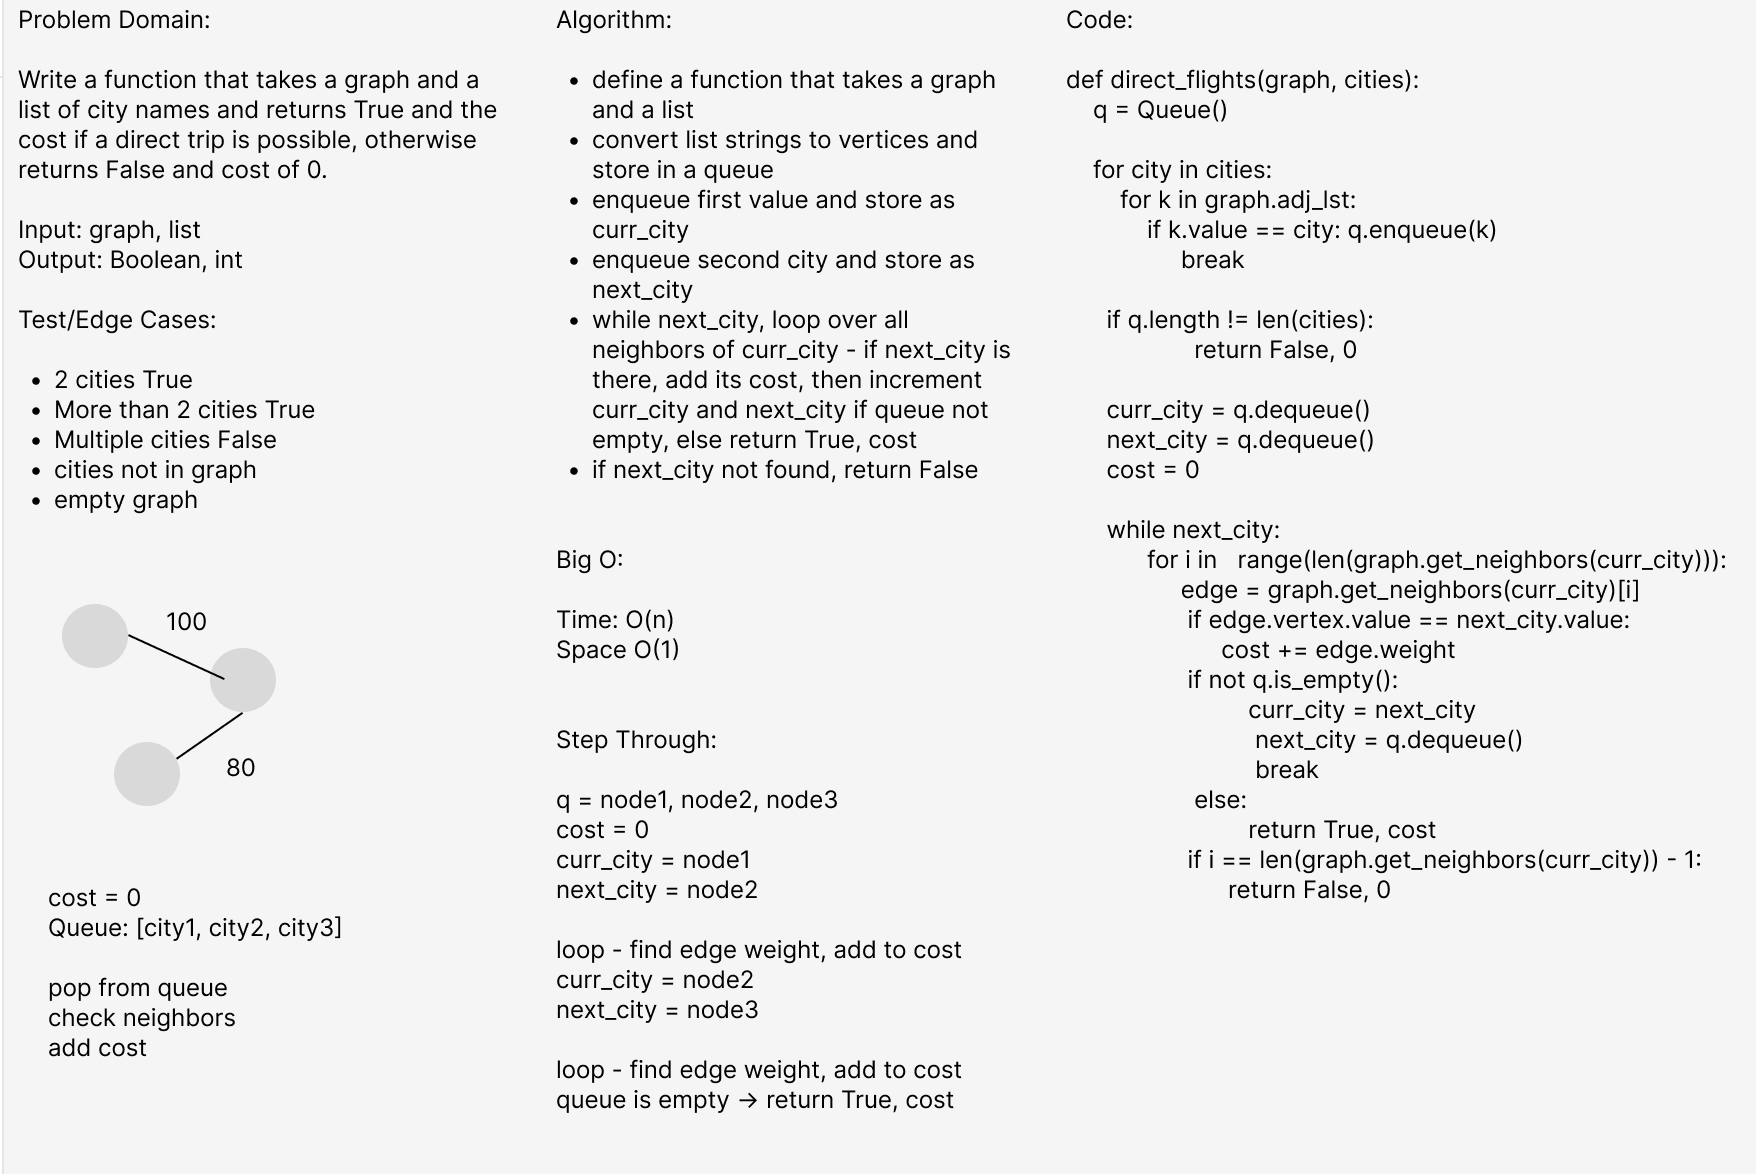 Problem Domain:
Write a function that takes a graph and a
list of city names and returns True and the
cost if a direct trip is possible, otherwise
returns False and cost of 0.
Input: graph, list
Output: Boolean, int
Test/Edge Cases:
• 2 cities True
• More than 2 cities True
• Multiple cities False
• cities not in graph
• empty graph
100
80
cost = 0
Queue: [city1, city2, city3]
pop from queue
check neighbors
add cost
Algorithm:
• define a function that takes a graph
and a list
• convert list strings to vertices and
store in a queue
• enqueue first value and store as
curr_city
• enqueue second city and store as
next_city
• while next_city, loop over all
neighbors of curr_city - if next_city is
there, add its cost, then increment
curr_city and next_city if queue not
empty, else return True, cost
• if next_city not found, return False
Big O:
Time: O(n)
Space O(1)
Step Through:
q = node1, node2, node3
cost = 0
curr_city = node1
next_city = node2
loop - find edge weight, add to cost
curr_city = node2
next_city = node3
loop - find edge weight, add to cost
queue is empty → return True, cost
Code:
def direct_flights(graph, cities):
q = Queue()
for city in cities:
for k in graph.adj_lst:
if k.value == city: q.enqueue(k)
break
if q.length != len(cities):
return False, 0
curr_city = q.dequeue()
next_city = q.dequeue()
cost = 0
while next_city:
for i in range(len(graph.get_neighbors(curr_city))):
edge = graph.get_neighbors(curr_city)[i]
if edge.vertex.value == next_city.value:
cost += edge.weight
if not q.is_empty():
curr_city = next_city
next_city = q.dequeue()
break
else:
return True, cost
if i == len(graph.get_neighbors(curr_city)) - 1:
return False, 0